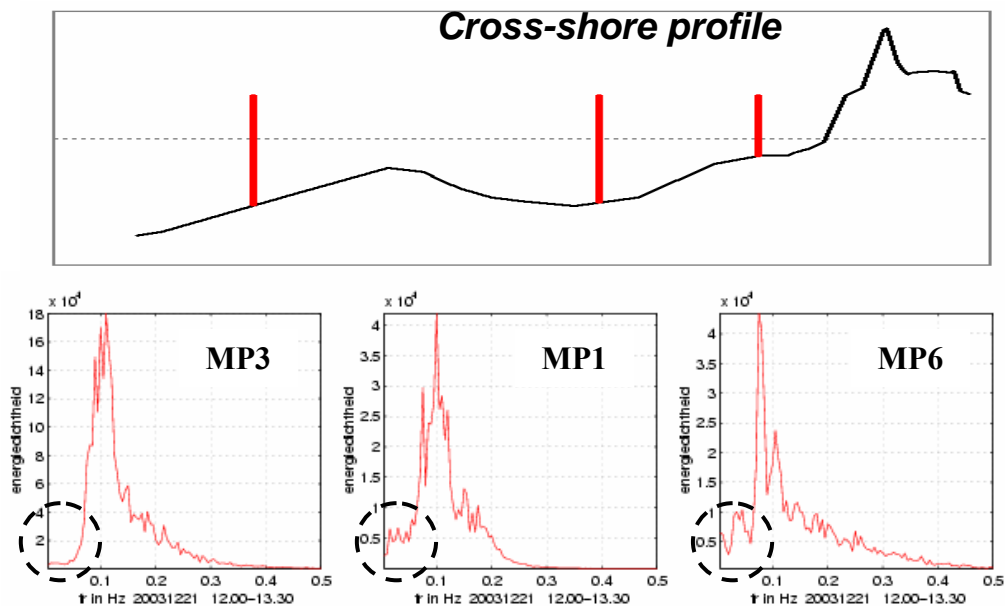 Cross-shore profile
x 10⁴
18
16
14
12
10
8
6
4
2
energiedichtheid
MP3
0.1 0.2 0.3 0.4 0.5
fr in Hz 20031221 12.00-13.30
x 10⁴
4
3.5
3
2.5
2
1.5
1
0.5
energiedichtheid
MP1
0.1 0.2 0.3 0.4 0.5
fr in Hz 20031221 12.00-13.30
x 10⁴
4
3.5
3
2.5
2
1.5
1
0.5
energiedichtheid
MP6
0.1 0.2 0.3 0.4 0.5
fr in Hz 20031221 12.00-13.30